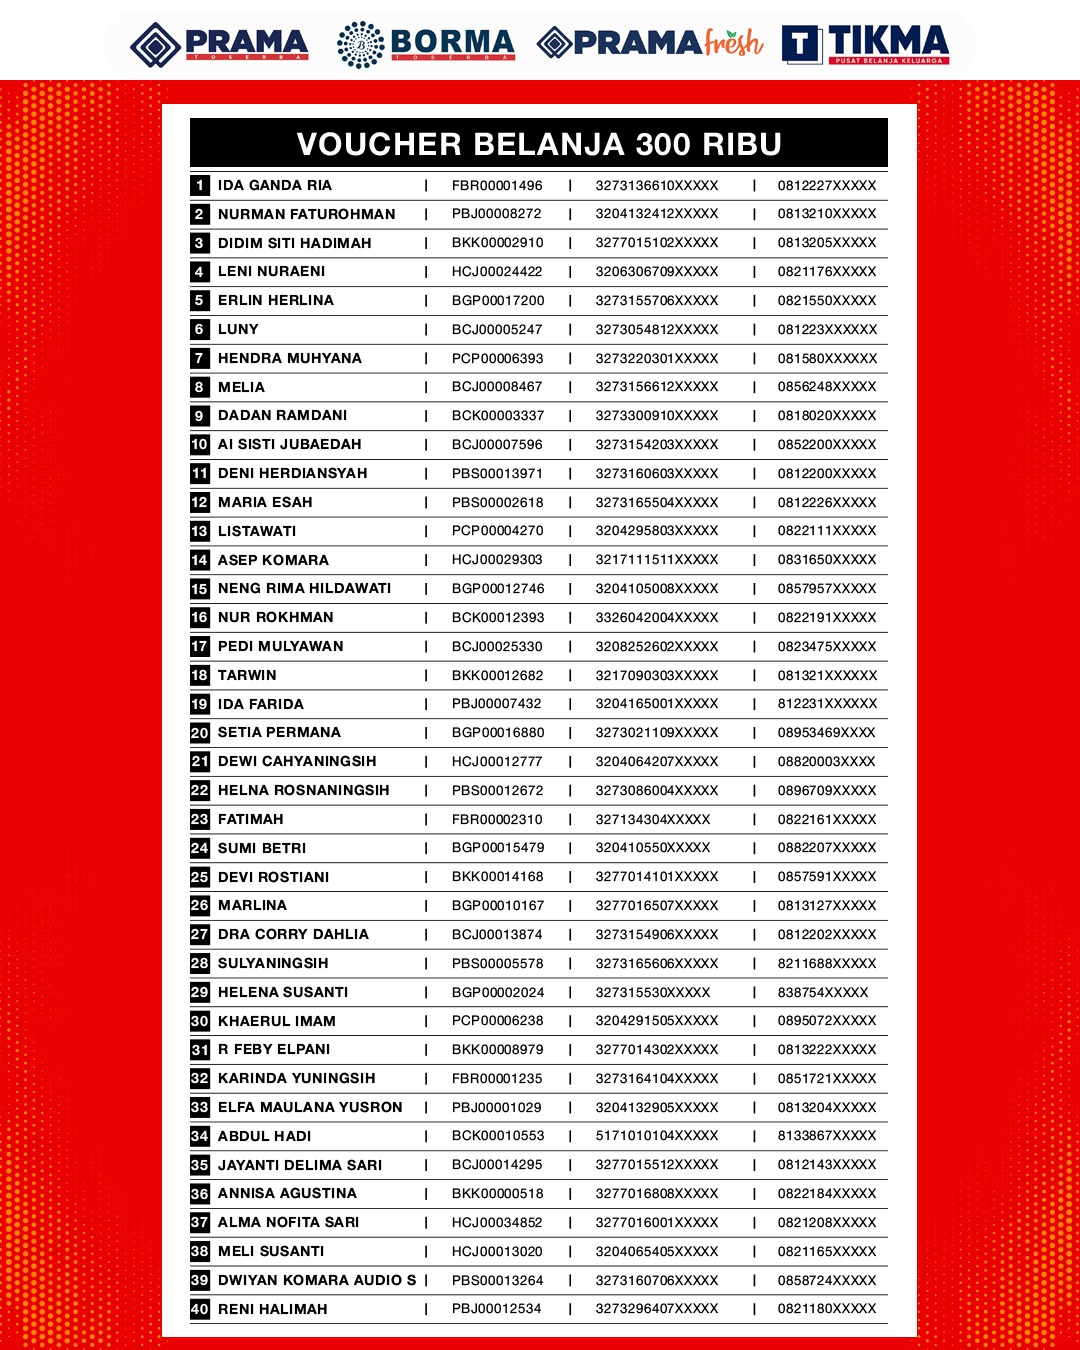 PRAMA
TOSERBA
B
BORMA
TOSERBA
PRAMA fresh
T TIKMA
PUSAT BELANJA KELUARGA
VOUCHER BELANJA 300 RIBU
1 IDA GANDA RIA | FBR00001496 | 3273136610XXXXX | 0812227XXXXX
2 NURMAN FATUROHMAN | PBJ00008272 | 3204132412XXXXX | 0813210XXXXX
3 DIDIM SITI HADIMAH | BKK00002910 | 3277015102XXXXX | 0813205XXXXX
4 LENI NURAENI | HCJ00024422 | 3206306709XXXXX | 0821176XXXXX
5 ERLIN HERLINA | BGP00017200 | 3273155706XXXXX | 0821550XXXXX
6 LUNY | BCJ00005247 | 3273054812XXXXX | 081223XXXXXX
7 HENDRA MUHYANA | PCP00006393 | 3273220301XXXXX | 081580XXXXXX
8 MELIA | BCJ00008467 | 3273156612XXXXX | 0856248XXXXX
9 DADAN RAMDANI | BCK00003337 | 3273300910XXXXX | 0818020XXXXX
10 AI SISTI JUBAEDAH | BCJ00007596 | 3273154203XXXXX | 0852200XXXXX
11 DENI HERDIANSYAH | PBS00013971 | 3273160603XXXXX | 0812200XXXXX
12 MARIA ESAH | PBS00002618 | 3273165504XXXXX | 0812226XXXXX
13 LISTAWATI | PCP00004270 | 3204295803XXXXX | 0822111XXXXX
14 ASEP KOMARA | HCJ00029303 | 3217111511XXXXX | 0831650XXXXX
15 NENG RIMA HILDAWATI | BGP00012746 | 3204105008XXXXX | 0857957XXXXX
16 NUR ROKHMAN | BCK00012393 | 3326042004XXXXX | 0822191XXXXX
17 PEDI MULYAWAN | BCJ00025330 | 3208252602XXXXX | 0823475XXXXX
18 TARWIN | BKK00012682 | 3217090303XXXXX | 081321XXXXXX
19 IDA FARIDA | PBJ00007432 | 3204165001XXXXX | 812231XXXXXX
20 SETIA PERMANA | BGP00016880 | 3273021109XXXXX | 08953469XXXX
21 DEWI CAHYANINGSIH | HCJ00012777 | 3204064207XXXXX | 08820003XXXX
22 HELNA ROSNANINGSIH | PBS00012672 | 3273086004XXXXX | 0896709XXXXX
23 FATIMAH | FBR00002310 | 327134304XXXXX | 0822161XXXXX
24 SUMI BETRI | BGP00015479 | 320410550XXXXX | 0882207XXXXX
25 DEVI ROSTIANI | BKK00014168 | 3277014101XXXXX | 0857591XXXXX
26 MARLINA | BGP00010167 | 3277016507XXXXX | 0813127XXXXX
27 DRA CORRY DAHLIA | BCJ00013874 | 3273154906XXXXX | 0812202XXXXX
28 SULYANINGSIH | PBS00005578 | 3273165606XXXXX | 8211688XXXXX
29 HELENA SUSANTI | BGP00002024 | 327315530XXXXX | 838754XXXXX
30 KHAERUL IMAM | PCP00006238 | 3204291505XXXXX | 0895072XXXXX
31 R FEBY ELPANI | BKK00008979 | 3277014302XXXXX | 0813222XXXXX
32 KARINDA YUNINGSIH | FBR00001235 | 3273164104XXXXX | 0851721XXXXX
33 ELFA MAULANA YUSRON | PBJ00001029 | 3204132905XXXXX | 0813204XXXXX
34 ABDUL HADI | BCK00010553 | 5171010104XXXXX | 8133867XXXXX
35 JAYANTI DELIMA SARI | BCJ00014295 | 3277015512XXXXX | 0812143XXXXX
36 ANNISA AGUSTINA | BKK00000518 | 3277016808XXXXX | 0822184XXXXX
37 ALMA NOFITA SARI | HCJ00034852 | 3277016001XXXXX | 0821208XXXXX
38 MELI SUSANTI | HCJ00013020 | 3204065405XXXXX | 0821165XXXXX
39 DWIYAN KOMARA AUDIO S | PBS00013264 | 3273160706XXXXX | 0858724XXXXX
40 RENI HALIMAH | PBJ00012534 | 3273296407XXXXX | 0821180XXXXX